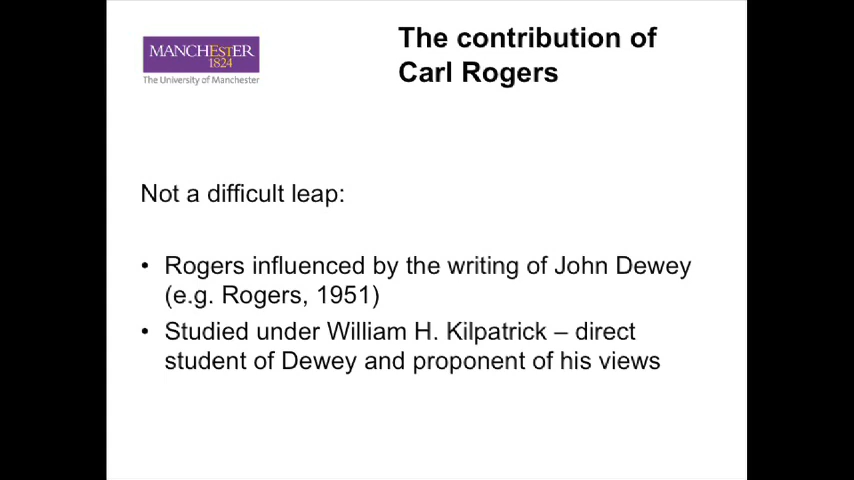 The contribution of
Carl Rogers
MANCHESTER
1824
The University of Manchester
Not a difficult leap:
• Rogers influenced by the writing of John Dewey
(e.g. Rogers, 1951)
• Studied under William H. Kilpatrick – direct
student of Dewey and proponent of his views